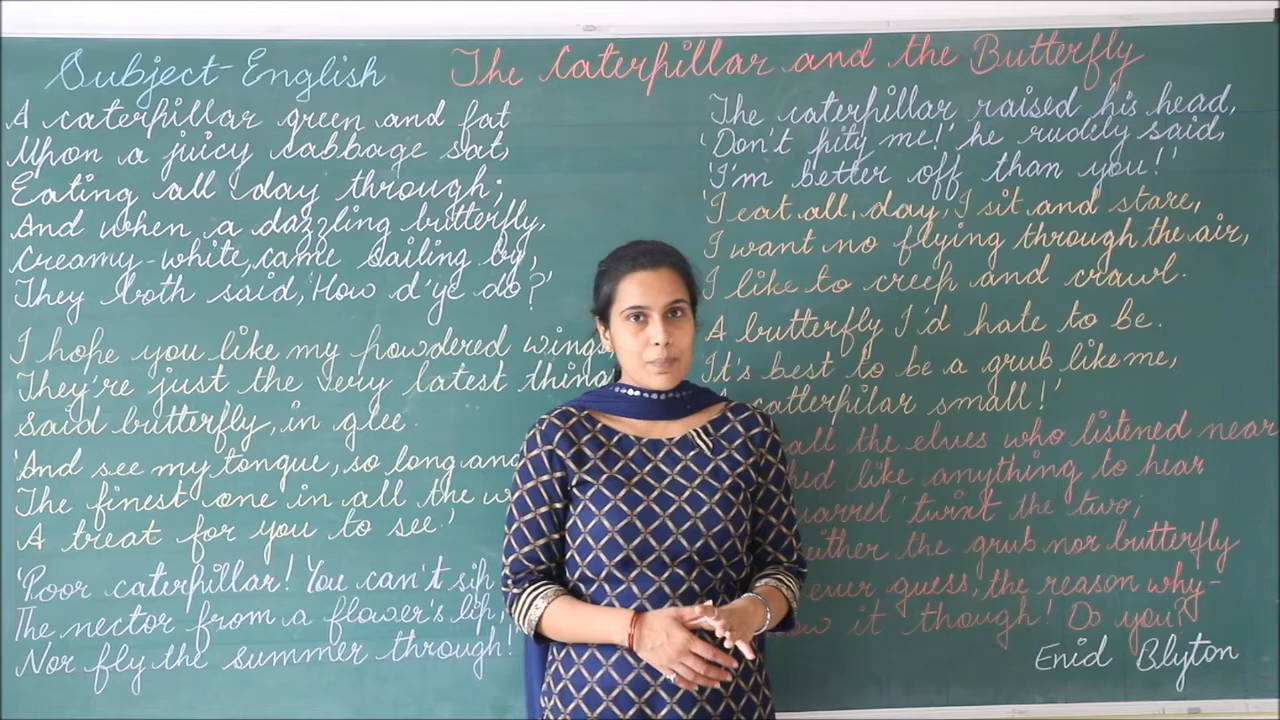 Subject-English
The Caterpillar and the Butterfly
A caterpillar green and fat
Upon a juicy cabbage sat,
Eating all day through;
And when a dazzling butterfly,
Creamy-white, came sailing by,
They both said, 'How d'ye do?'
I hope you like my powdered wings
They're just the very latest thing
Said butterfly, in glee.
'And see my tongue, so long and
The finest one in all the
A treat for you to see.'
'Poor caterpillar! You can't sip
The nector from a flower's lip,
Nor fly the summer through!
The caterpillar raised his head,
'Don't pity me!' he rudely said,
'I'm better off than you!'
'I eat all, day, I sit and stare,
I want no flying through the air,
I like to creep and crawl.
A butterfly I'd hate to be.
It's best to be a grub like me,
catterpilar small!'
all the elves who listened near
like anything to hear
'twixt the two;
the grub nor butterfly
ever guess, the reason why-
it though! Do you?
Enid Blyton